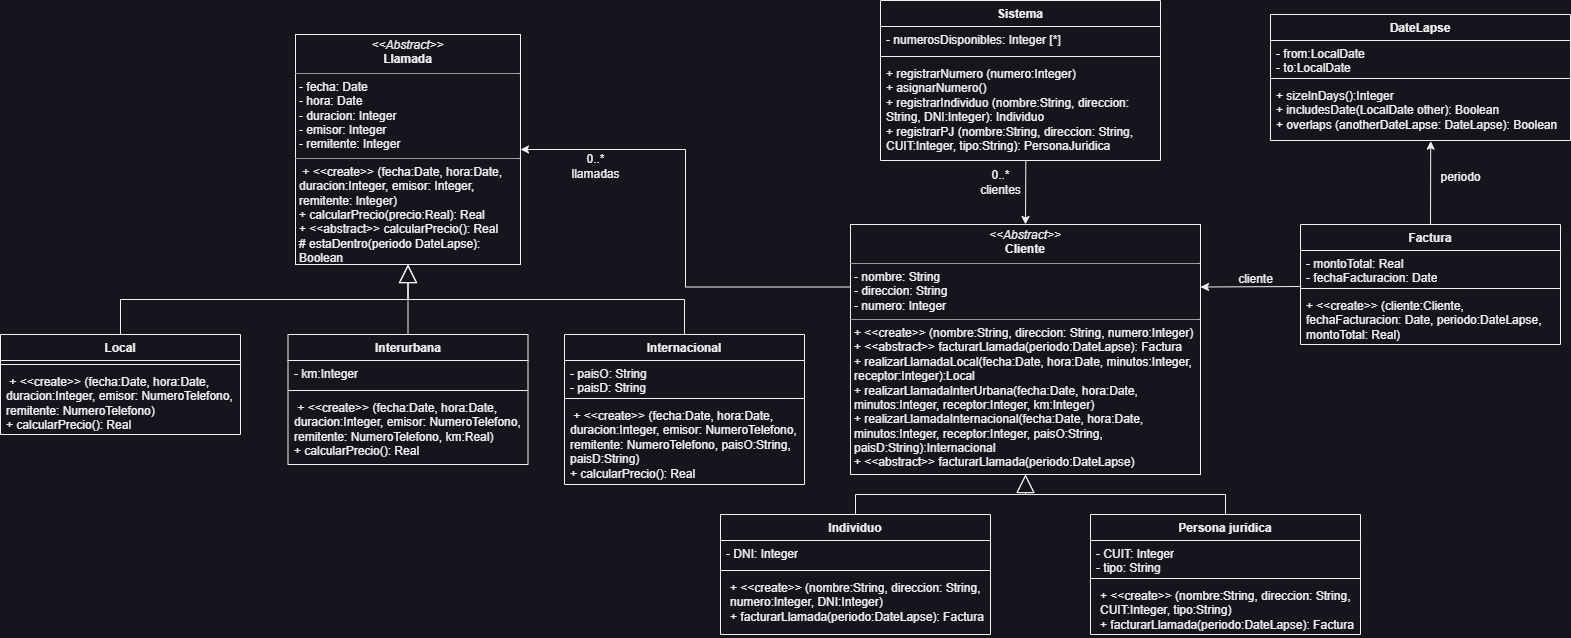 Sistema
- numerosDisponibles: Integer [*]
+ registrarNumero (numero:Integer)
+ asignarNumero()
+ registrarIndividuo (nombre:String, direccion:
String, DNI:Integer): Individuo
+ registrarPJ (nombre:String, direccion: String,
CUIT:Integer, tipo:String): PersonaJuridica
DateLapse
- from:LocalDate
- to:LocalDate
+ sizeInDays():Integer
+ includesDate(LocalDate other): Boolean
+ overlaps (anotherDateLapse: DateLapse): Boolean
<<Abstract>>
Llamada
- fecha: Date
- hora: Date
- duracion: Integer
- emisor: Integer
- remitente: Integer
+ <<create>> (fecha:Date, hora:Date,
duracion:Integer, emisor: Integer,
remitente: Integer)
+ calcularPrecio(precio:Real): Real
+ <<abstract>> calcularPrecio(): Real
# estaDentro(periodo DateLapse):
Boolean
0..*
llamadas
0..*
clientes
periodo
<<Abstract>>
Cliente
- nombre: String
- direccion: String
- numero: Integer
+ <<create>> (nombre:String, direccion: String, numero:Integer)
+ <<abstract>> facturarLlamada(periodo:DateLapse): Factura
+ realizarLlamadaLocal(fecha:Date, hora:Date, minutos:Integer,
receptor:Integer):Local
+ realizarLlamadaInterUrbana(fecha:Date, hora:Date,
minutos:Integer, receptor:Integer, km:Integer)
+ realizarLlamadaInternacional(fecha:Date, hora:Date,
minutos:Integer, receptor:Integer, paisO:String,
paisD:String):Internacional
+ <<abstract>> facturarLlamada(periodo:DateLapse)
cliente
Factura
- montoTotal: Real
- fechaFacturacion: Date
+ <<create>> (cliente:Cliente,
fechaFacturacion: Date, periodo:DateLapse,
montoTotal: Real)
Local
+ <<create>> (fecha:Date, hora:Date,
duracion:Integer, emisor: NumeroTelefono,
remitente: NumeroTelefono)
+ calcularPrecio(): Real
Interurbana
- km:Integer
+ <<create>> (fecha:Date, hora:Date,
duracion:Integer, emisor: NumeroTelefono,
remitente: NumeroTelefono, km:Real)
+ calcularPrecio(): Real
Internacional
- paisO: String
- paisD: String
+ <<create>> (fecha:Date, hora:Date,
duracion:Integer, emisor: NumeroTelefono,
remitente: NumeroTelefono, paisO:String,
paisD:String)
+ calcularPrecio(): Real
Individuo
- DNI: Integer
+ <<create>> (nombre:String, direccion: String,
numero:Integer, DNI:Integer)
+ facturarLlamada(periodo:DateLapse): Factura
Persona juridica
- CUIT: Integer
- tipo: String
+ <<create>> (nombre:String, direccion: String,
CUIT:Integer, tipo:String)
+ facturarLlamada(periodo:DateLapse): Factura